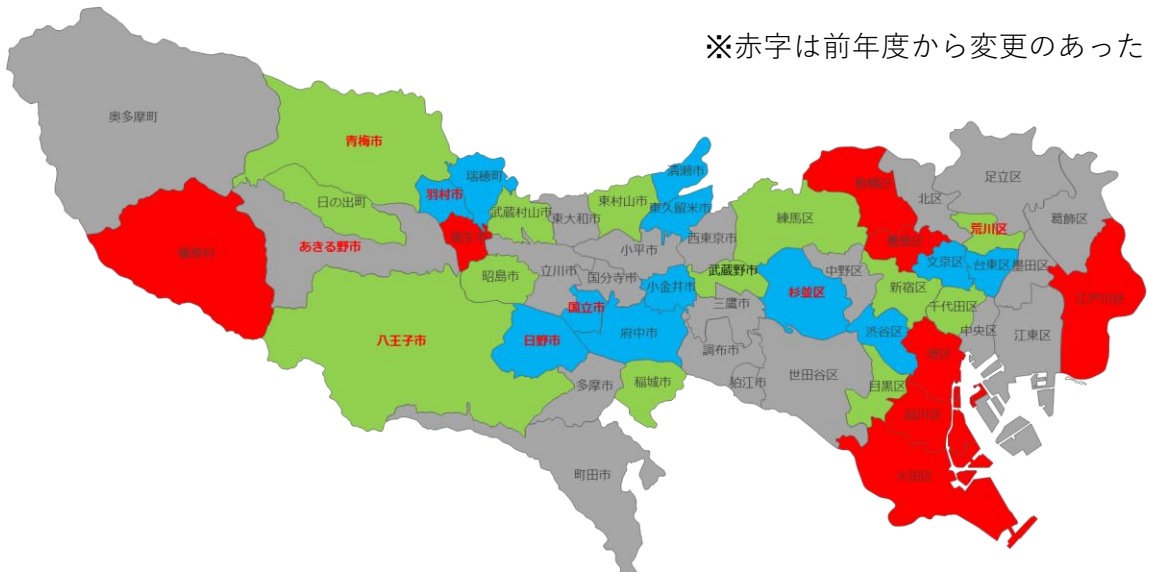 ※赤字は前年度から変更のあった
奥多摩町
青梅市
瑞穂町
羽村市
日の出町
武蔵村山市
東大和市
東村山市
清瀬市
東久留米市
檜原村
あきる野市
福生市
昭島市
立川市
小平市
国分寺市
西東京市
小金井市
武蔵野市
三鷹市
国立市
八王子市
日野市
府中市
調布市
多摩市
稲城市
狛江市
町田市
練馬区
板橋区
北区
足立区
葛飾区
荒川区
豊島区
文京区
台東区
墨田区
中野区
杉並区
新宿区
千代田区
江戸川区
渋谷区
中央区
江東区
港区
世田谷区
目黒区
品川区
大田区